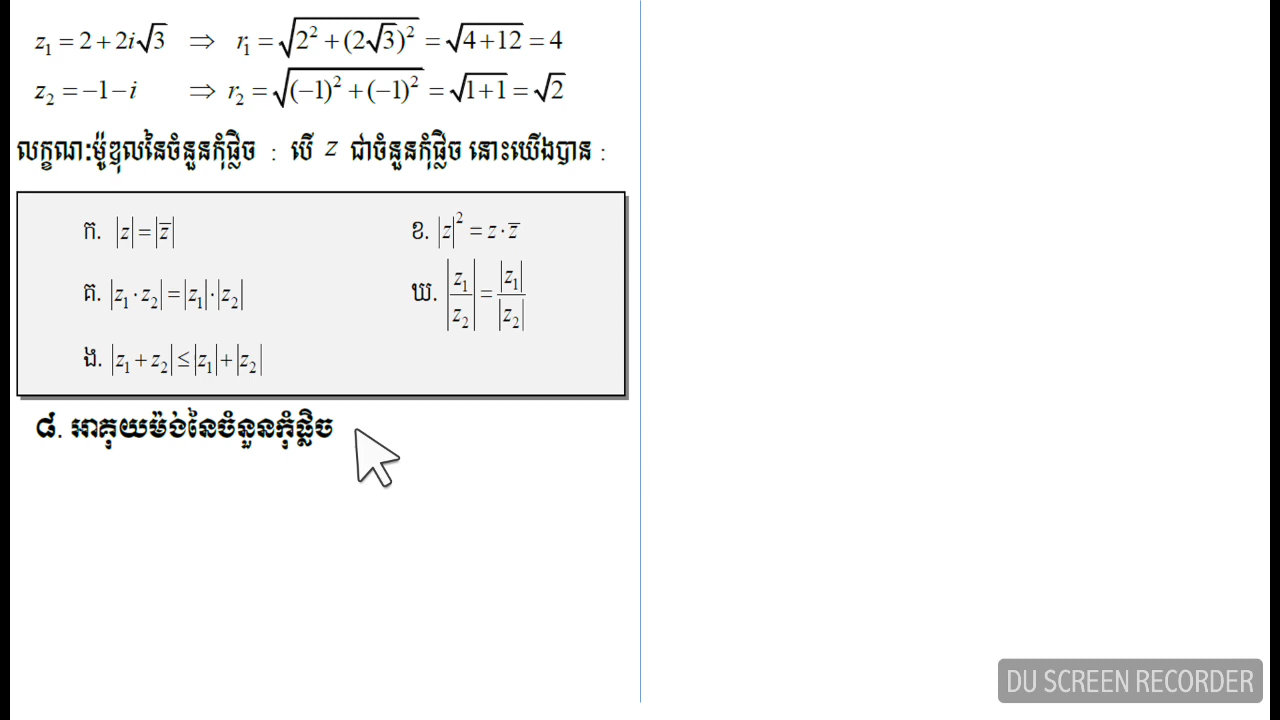 z₁ = 2 + 2i√3 ⇒ r₁ = √(2² + (2√3)²) = √(4+12) = 4
z₂ = −1 − i ⇒ r₂ = √((−1)² + (−1)²) = √(1+1) = √2
លក្ខណៈម៉ូឌុលនៃចំនួនកុំផ្លិច : បើ z ជាចំនួនកុំផ្លិច នោះយើងបាន :
ក. |z| = |z̅| ខ. |z|² = z · z̅
គ. |z₁ · z₂| = |z₁| · |z₂| ឃ. |z₁/z₂| = |z₁|/|z₂|
ង. |z₁ + z₂| ≤ |z₁| + |z₂|
៨. អាគុយម៉ង់នៃចំនួនកុំផ្លិច
DU SCREEN RECORDER